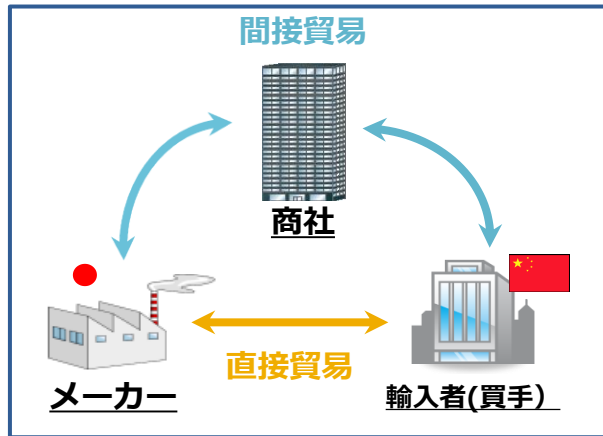 間接貿易
商社
直接貿易
メーカー
輸入者(買手）